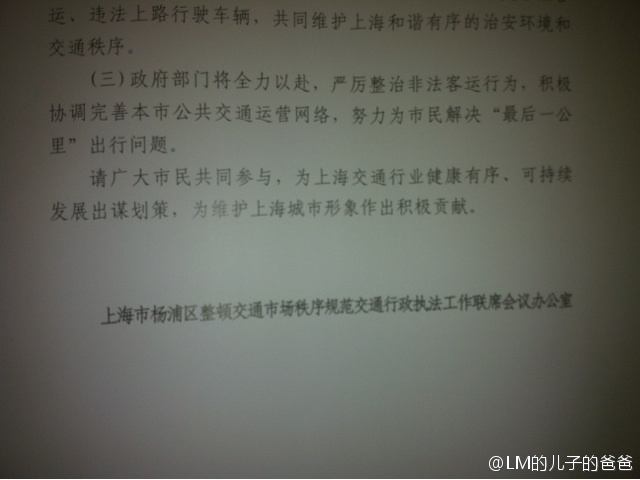 运、违法上路行驶车辆，共同维护上海和谐有序的治安环境和
交通秩序。
（三）政府部门将全力以赴，严厉整治非法客运行为，积极
协调完善本市公共交通运营网络，努力为市民解决“最后一公
里”出行问题。
请广大市民共同参与，为上海交通行业健康有序、可持续
发展出谋划策，为维护上海城市形象作出积极贡献。
上海市杨浦区整顿交通市场秩序规范交通行政执法工作联席会议办公室
@LM的儿子的爸爸